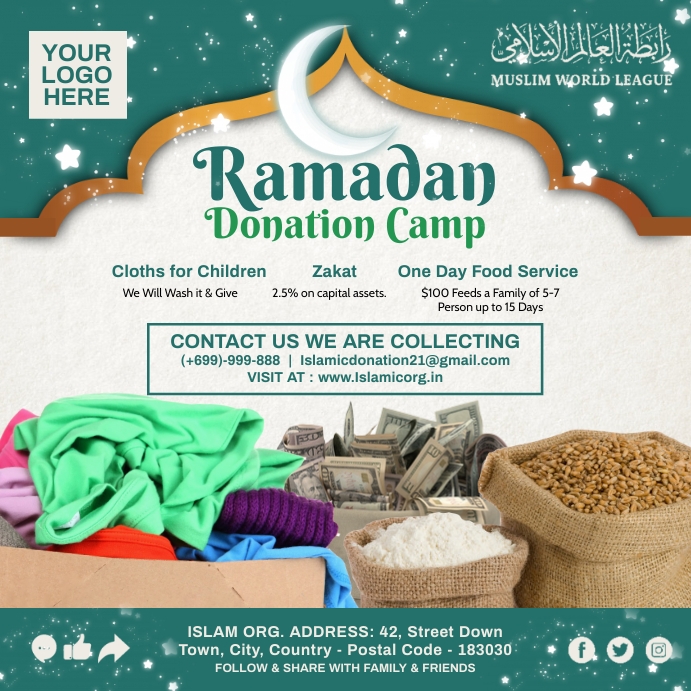 YOUR
LOGO
HERE
رابطة العالم الإسلامي
MUSLIM WORLD LEAGUE
Ramadan
Donation Camp
Cloths for Children
We Will Wash it & Give
Zakat
2.5% on capital assets.
One Day Food Service
$100 Feeds a Family of 5-7
Person up to 15 Days
CONTACT US WE ARE COLLECTING
(+699)-999-888 | Islamicdonation21@gmail.com
VISIT AT : www.Islamicorg.in
ISLAM ORG. ADDRESS: 42, Street Down
Town, City, Country - Postal Code - 183030
FOLLOW & SHARE WITH FAMILY & FRIENDS